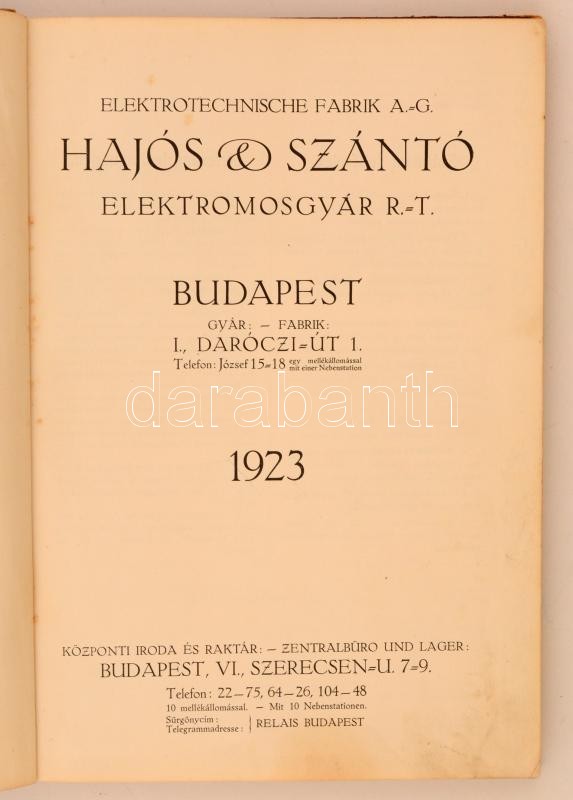 ELEKTROTECHNISCHE FABRIK A.=G.
HAJÓS & SZÁNTÓ
ELEKTROMOSGYÁR R.=T.
BUDAPEST
GYÁR: — FABRIK:
I., DARÓCZI=ÚT 1.
Telefon: József 15=18 egy mellékállomással
mit einer Nebenstation
darabanth
1923
KÖZPONTI IRODA ÉS RAKTÁR: — ZENTRALBÜRO UND LAGER:
BUDAPEST, VI., SZERECSEN=U. 7=9.
Telefon: 22—75, 64—26, 104—48
10 mellékállomással. — Mit 10 Nebenstationen.
Sürgönycím:
Telegrammadresse: RELAIS BUDAPEST